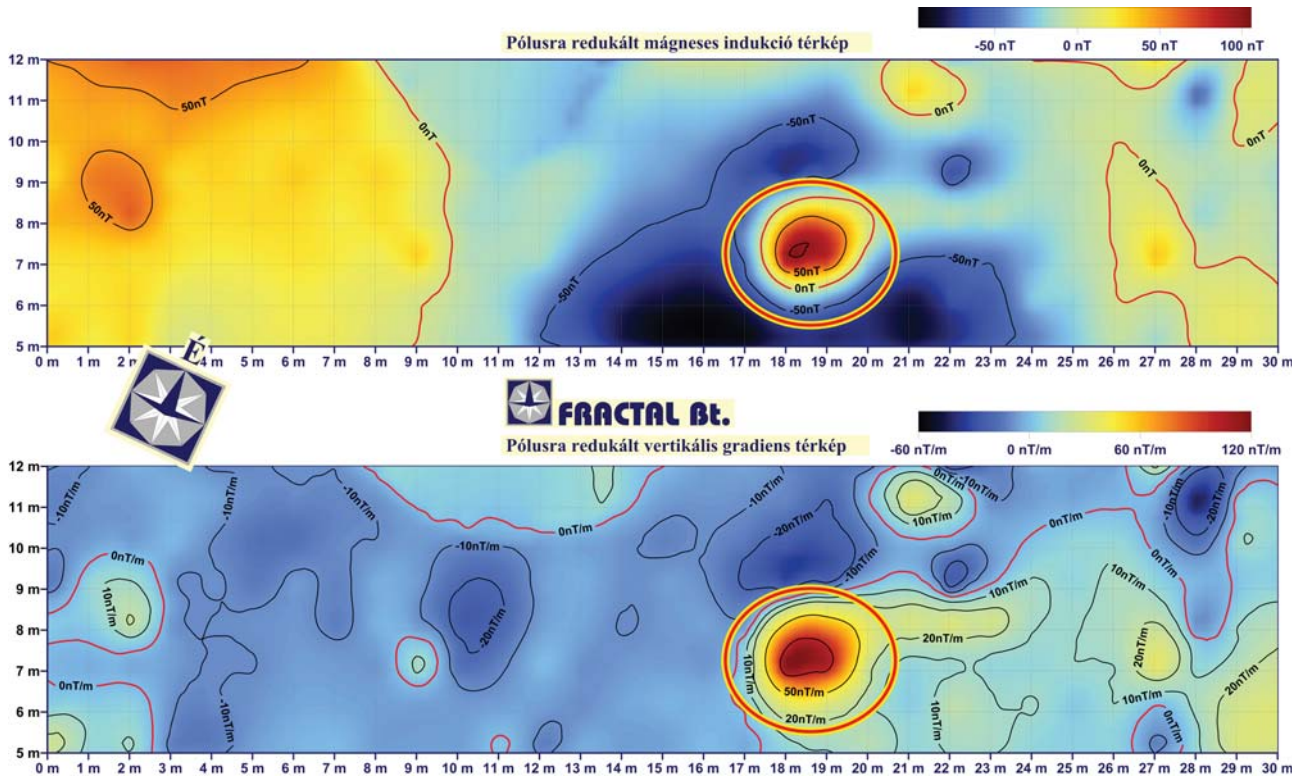 -50 nT 0 nT 50 nT 100 nT
Pólusra redukált mágneses indukció térkép
12 m
11 m
10 m
9 m
8 m
7 m
6 m
5 m
50nT
50nT
0nT
-50nT
0nT
0nT
0nT
50nT
0nT
-50nT
-50nT
-50nT
0 m 1 m 2 m 3 m 4 m 5 m 6 m 7 m 8 m 9 m 10 m 11 m 12 m 13 m 14 m 15 m 16 m 17 m 18 m 19 m 20 m 21 m 22 m 23 m 24 m 25 m 26 m 27 m 28 m 29 m 30 m
É
FRACTAL Bt.
Pólusra redukált vertikális gradiens térkép
-60 nT/m 0 nT/m 60 nT/m 120 nT/m
12 m
11 m
10 m
9 m
8 m
7 m
6 m
5 m
-10nT/m
-10nT/m
-10nT/m
0nT/m
-10nT/m
-20nT/m
0nT/m
-10nT/m
10nT/m
0nT/m
-10nT/m
-20nT/m
0nT/m
10nT/m
-10nT/m
-20nT/m
-10nT/m
10nT/m
0nT/m
10nT/m
20nT/m
20nT/m
0nT/m
10nT/m
50nT/m
20nT/m
-10nT/m
10nT/m
10nT/m
0nT/m
20nT/m
0 m 1 m 2 m 3 m 4 m 5 m 6 m 7 m 8 m 9 m 10 m 11 m 12 m 13 m 14 m 15 m 16 m 17 m 18 m 19 m 20 m 21 m 22 m 23 m 24 m 25 m 26 m 27 m 28 m 29 m 30 m